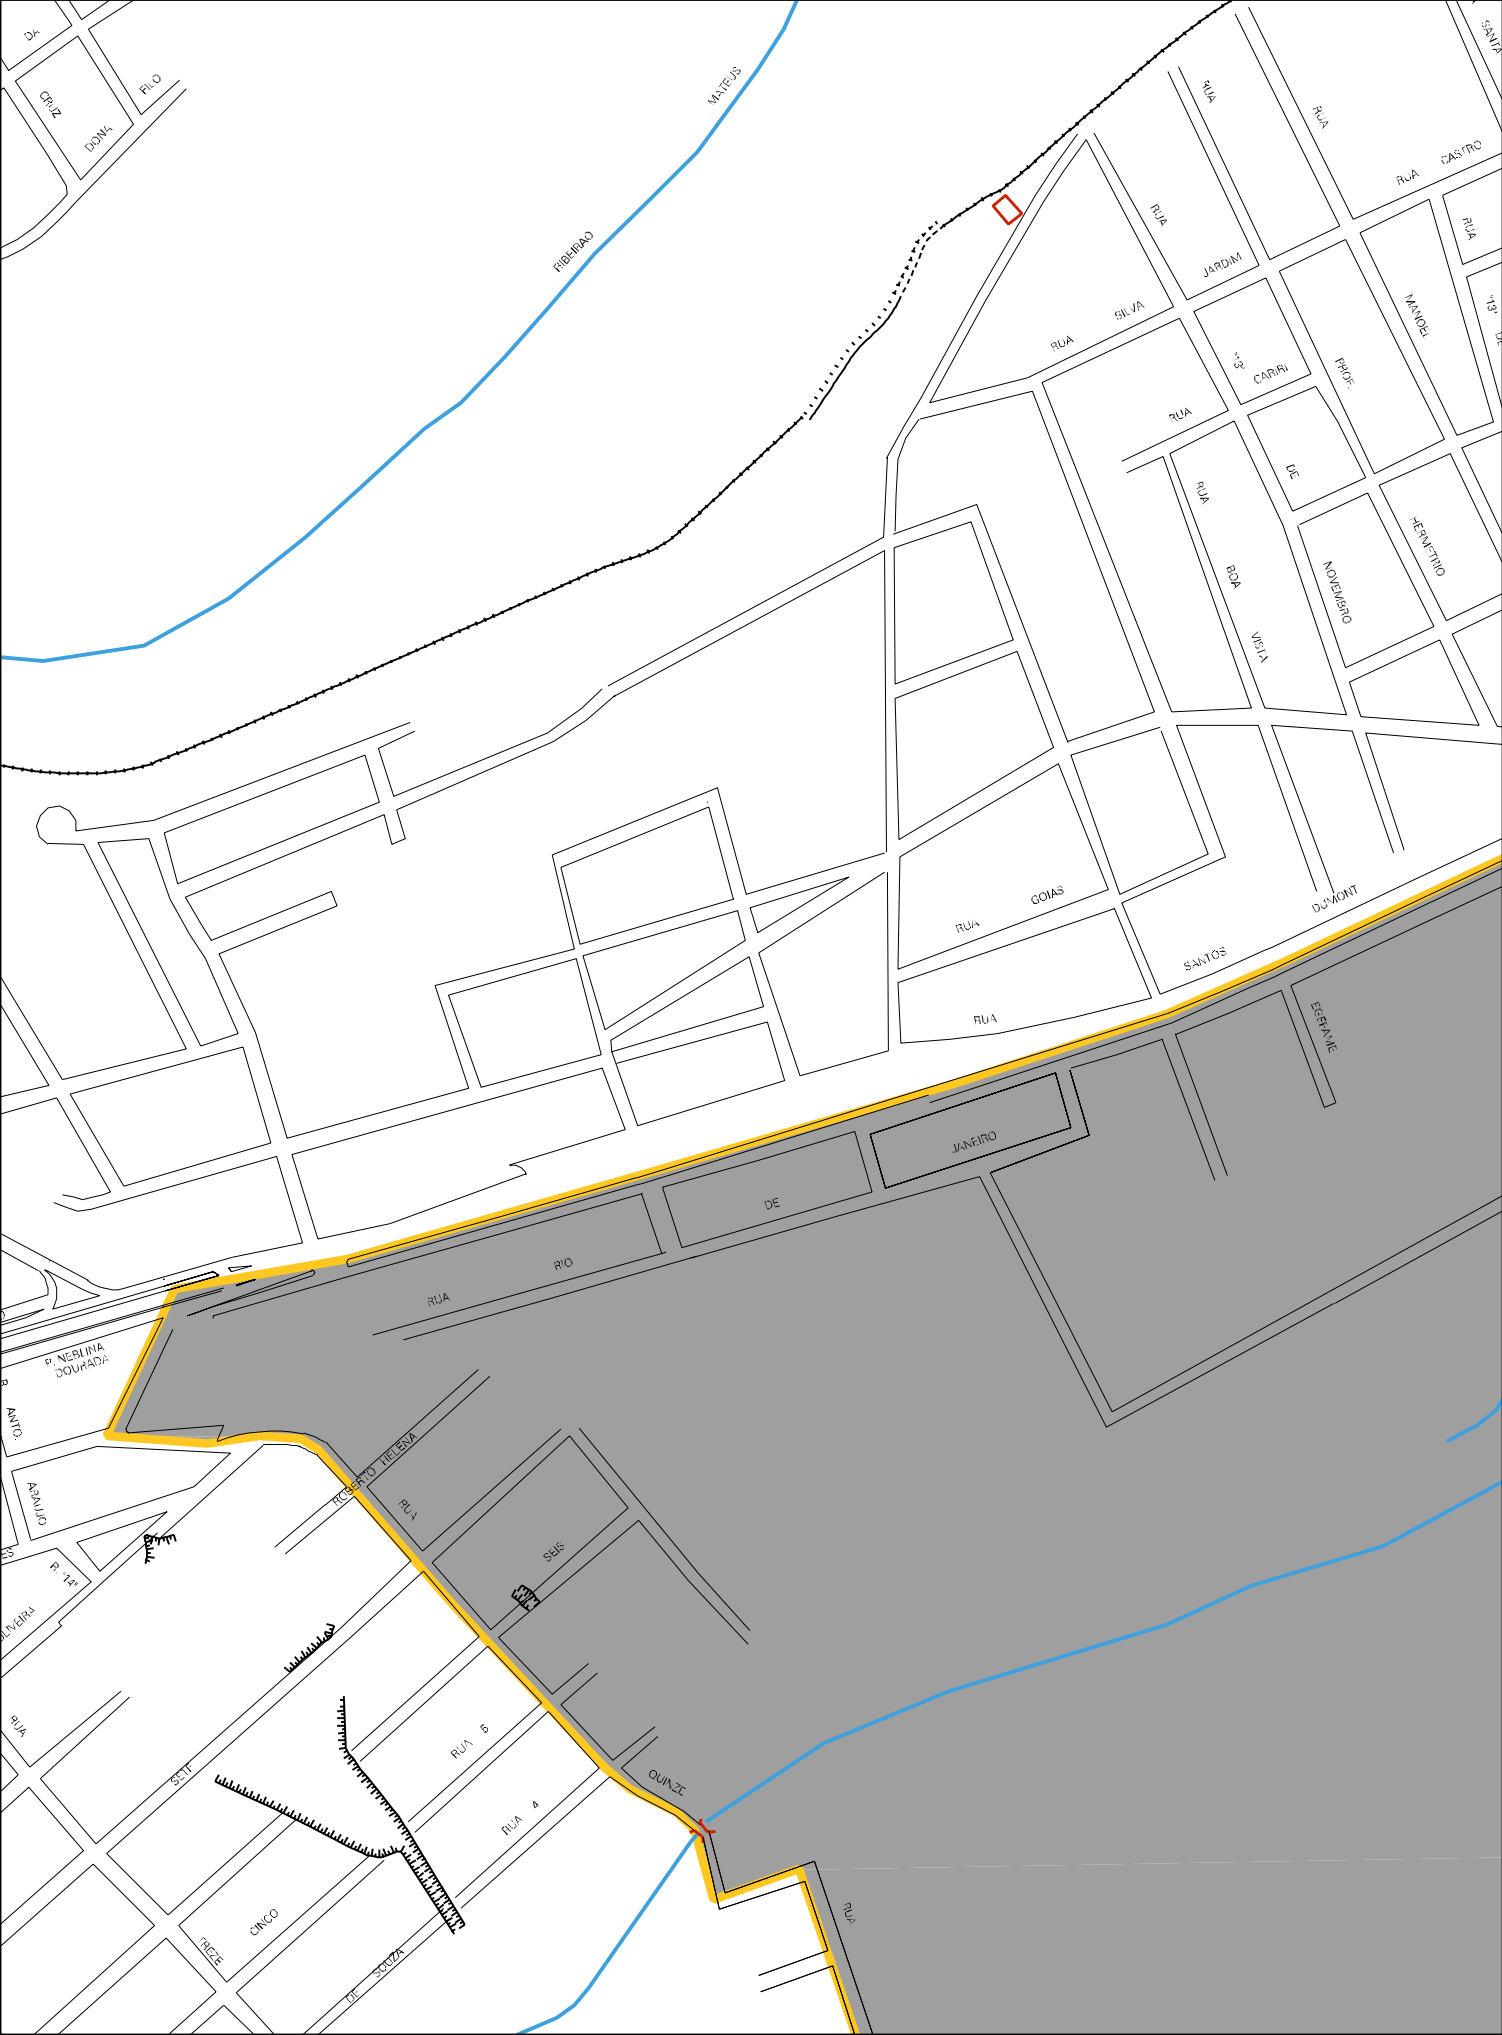 DA
SANTA
FILO
MATEUS
CRUZ
RUA
RUA
DONA
CASTRO
RUA
RUA
RUA
RIBEIRAO
JARDIM
"13"
MANOEL
SILVA
RUA
"13"
CARIRI
PROF.
RUA
DE
RUA
HERMETRIO
BOA
NOVEMBRO
VISTA
GOIAS
DUMONT
RUA
SANTOS
RUA
EGEFAME
JANEIRO
DE
RIO
RUA
R. NEBLINA
DOURADA
R.
ANTO.
HELENA
ROBERTO
ARAUJO
RUA
SEIS
R. "14"
OLIVEIRA
RUA
RUA 5
SETE
QUINZE
RUA 4
RUA
CINCO
TREZE
SOUZA
DE